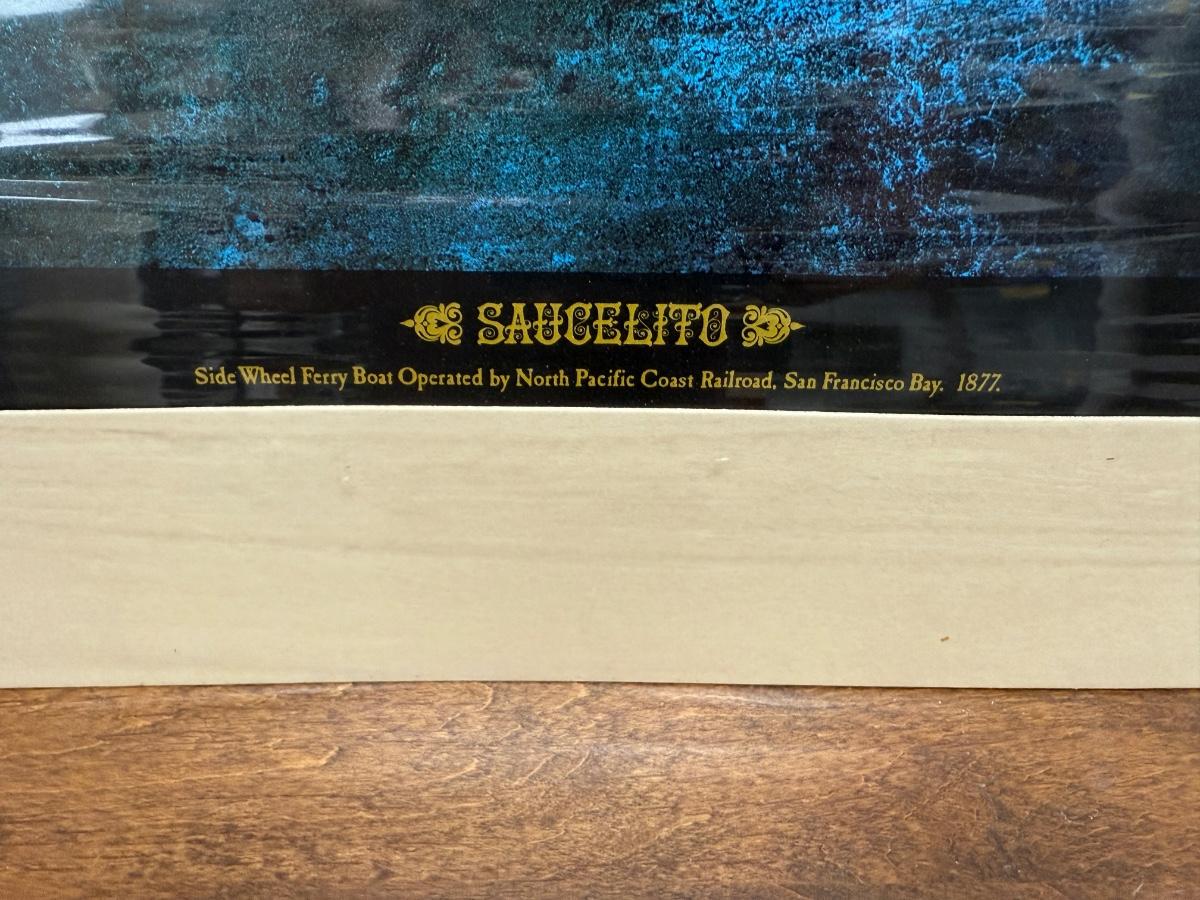 SAUCELITO
Side Wheel Ferry Boat Operated by North Pacific Coast Railroad, San Francisco Bay. 1877.